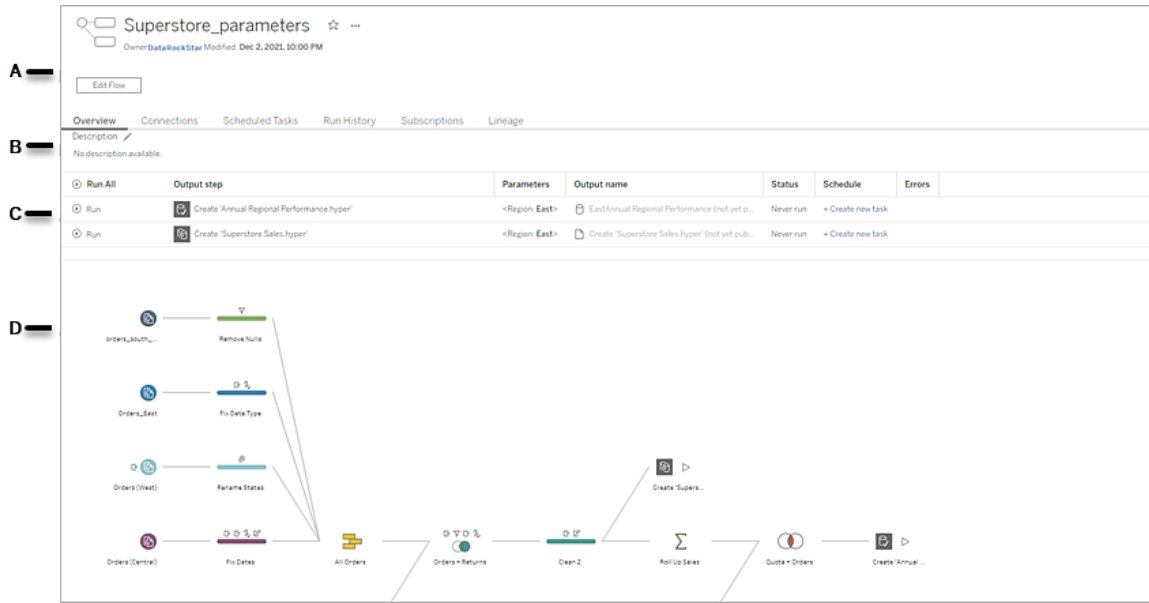 Superstore_parameters
Owner DataRockStar Modified Dec 2, 2021, 10:00 PM
A
Edit Flow
Overview Connections Scheduled Tasks Run History Subscriptions Lineage
Description
B
No description available.
Run All Output step Parameters Output name Status Schedule Errors
C
Run Create 'Annual Regional Performance.hyper' <Region: East> EastAnnual Regional Performance (not yet p... Never run + Create new task
Run Create 'Superstore Sales.hyper' <Region: East> Create 'Superstore Sales.hyper' (not yet pub... Never run + Create new task
D
orders_south_... Remove Nulls
Orders_East Fix Data Type
Orders (West) Rename States Create 'Supers...
Orders (Central) Fix Dates All Orders Orders + Returns Clean 2 Roll Up Sales Quota + Orders Create 'Annual ...